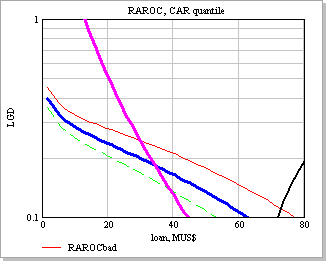 RAROC, CAR quantile
1
LGD
0.1
0 20 40 60 80
loan, MUS$
RAROCbad